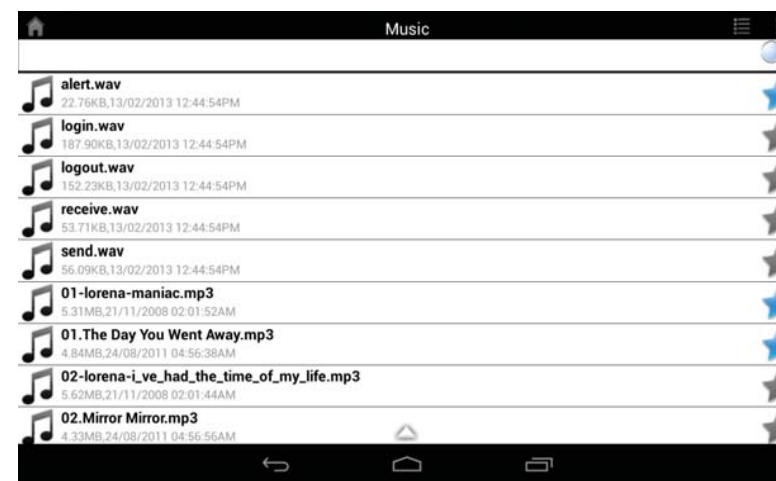 Music
alert.wav
22.76KB,13/02/2013 12:44:54PM
login.wav
187.90KB,13/02/2013 12:44:54PM
logout.wav
152.23KB,13/02/2013 12:44:54PM
receive.wav
53.71KB,13/02/2013 12:44:54PM
send.wav
56.09KB,13/02/2013 12:44:54PM
01-lorena-maniac.mp3
5.31MB,21/11/2008 02:01:52AM
01.The Day You Went Away.mp3
4.84MB,24/08/2011 04:56:38AM
02-lorena-i_ve_had_the_time_of_my_life.mp3
5.62MB,21/11/2008 02:01:44AM
02.Mirror Mirror.mp3
4.33MB,24/08/2011 04:56:56AM